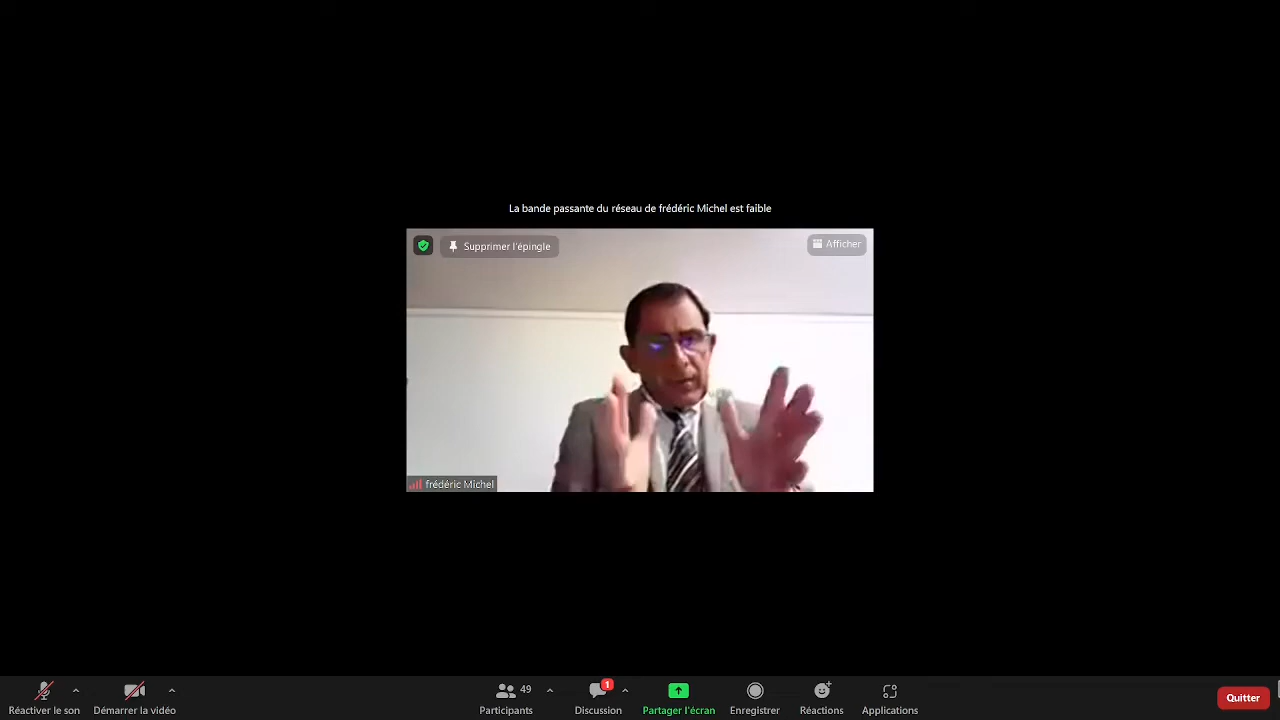 La bande passante du réseau de frédéric Michel est faible
Supprimer l'épingle
Afficher
frédéric Michel
49
1
Réactiver le son
Démarrer la vidéo
Participants
Discussion
Partager l'écran
Enregistrer
Réactions
Applications
Quitter